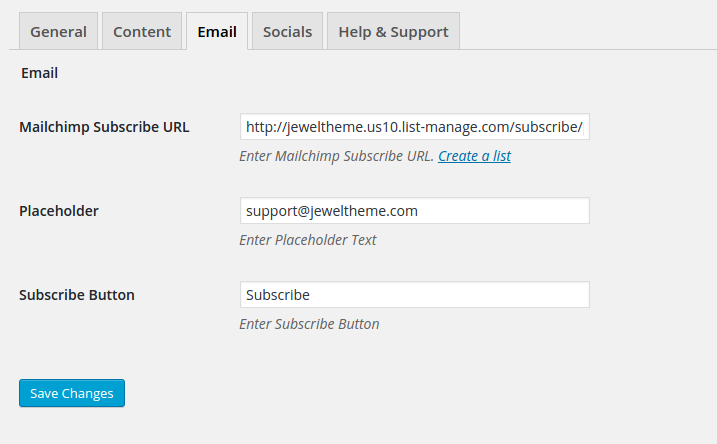 General Content Email Socials Help & Support
Email
Mailchimp Subscribe URL http://jeweltheme.us10.list-manage.com/subscribe/
Enter Mailchimp Subscribe URL. Create a list
Placeholder support@jeweltheme.com
Enter Placeholder Text
Subscribe Button Subscribe
Enter Subscribe Button
Save Changes